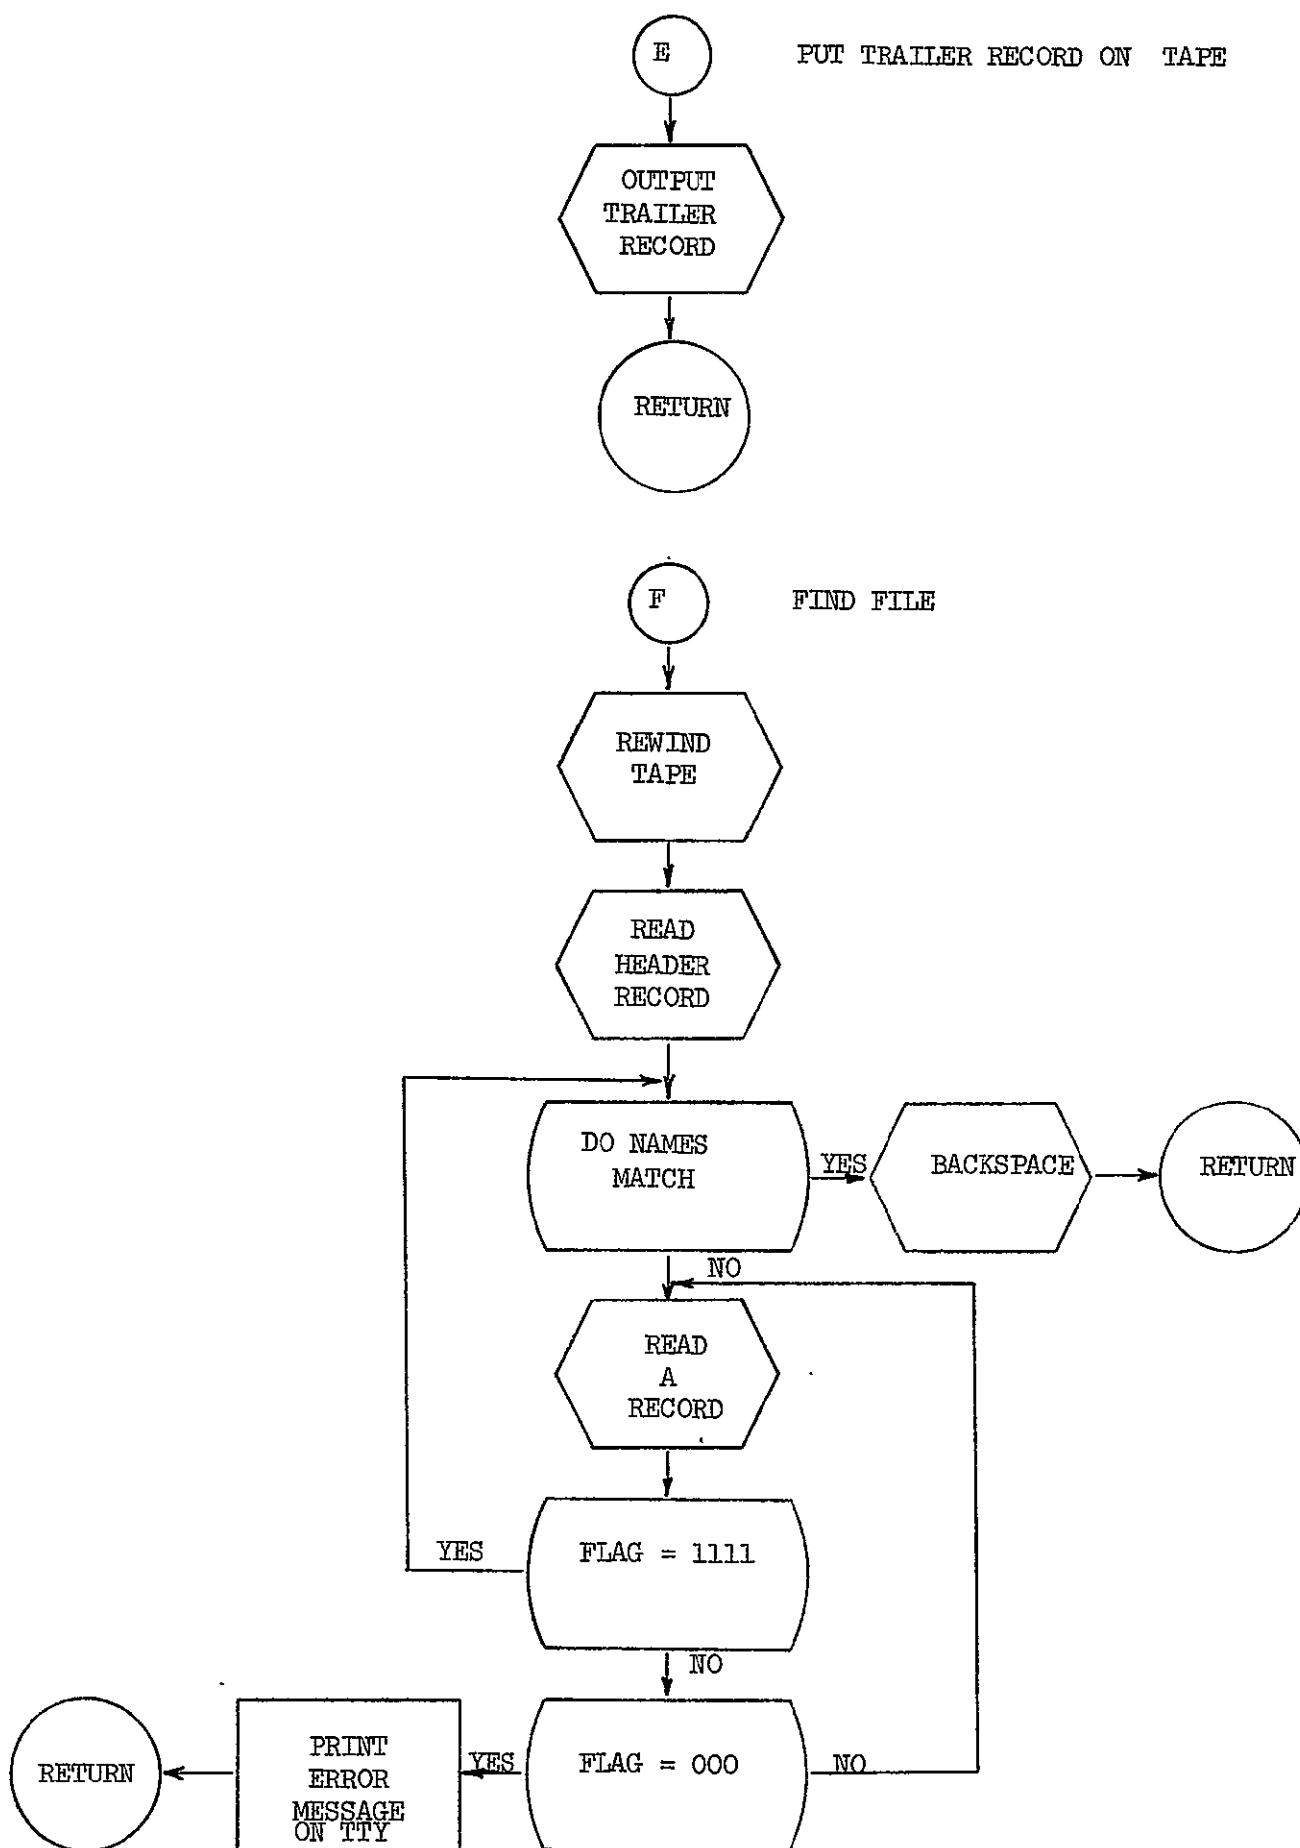 E
PUT TRAILER RECORD ON TAPE
OUTPUT
TRAILER
RECORD
RETURN
F
FIND FILE
REWIND
TAPE
READ
HEADER
RECORD
DO NAMES
MATCH
YES
BACKSPACE
RETURN
NO
READ
A
RECORD
YES
FLAG = 1111
NO
RETURN
PRINT
ERROR
MESSAGE
ON TTY
YES
FLAG = 000
NO